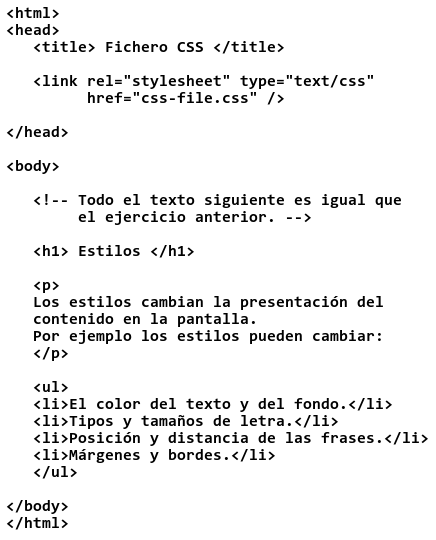 <html>
<head>
   <title> Fichero CSS </title>

   <link rel="stylesheet" type="text/css"
         href="css-file.css" />

</head>

<body>

   <!-- Todo el texto siguiente es igual que
        el ejercicio anterior. -->

   <h1> Estilos </h1>

   <p>
   Los estilos cambian la presentación del
   contenido en la pantalla.
   Por ejemplo los estilos pueden cambiar:
   </p>

   <ul>
   <li>El color del texto y del fondo.</li>
   <li>Tipos y tamaños de letra.</li>
   <li>Posición y distancia de las frases.</li>
   <li>Márgenes y bordes.</li>
   </ul>

</body>
</html>